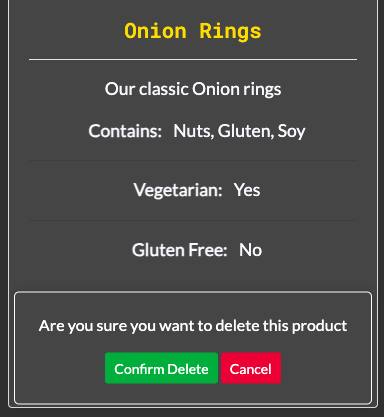 Onion Rings
Our classic Onion rings
Contains: Nuts, Gluten, Soy
Vegetarian: Yes
Gluten Free: No
Are you sure you want to delete this product
Confirm Delete Cancel